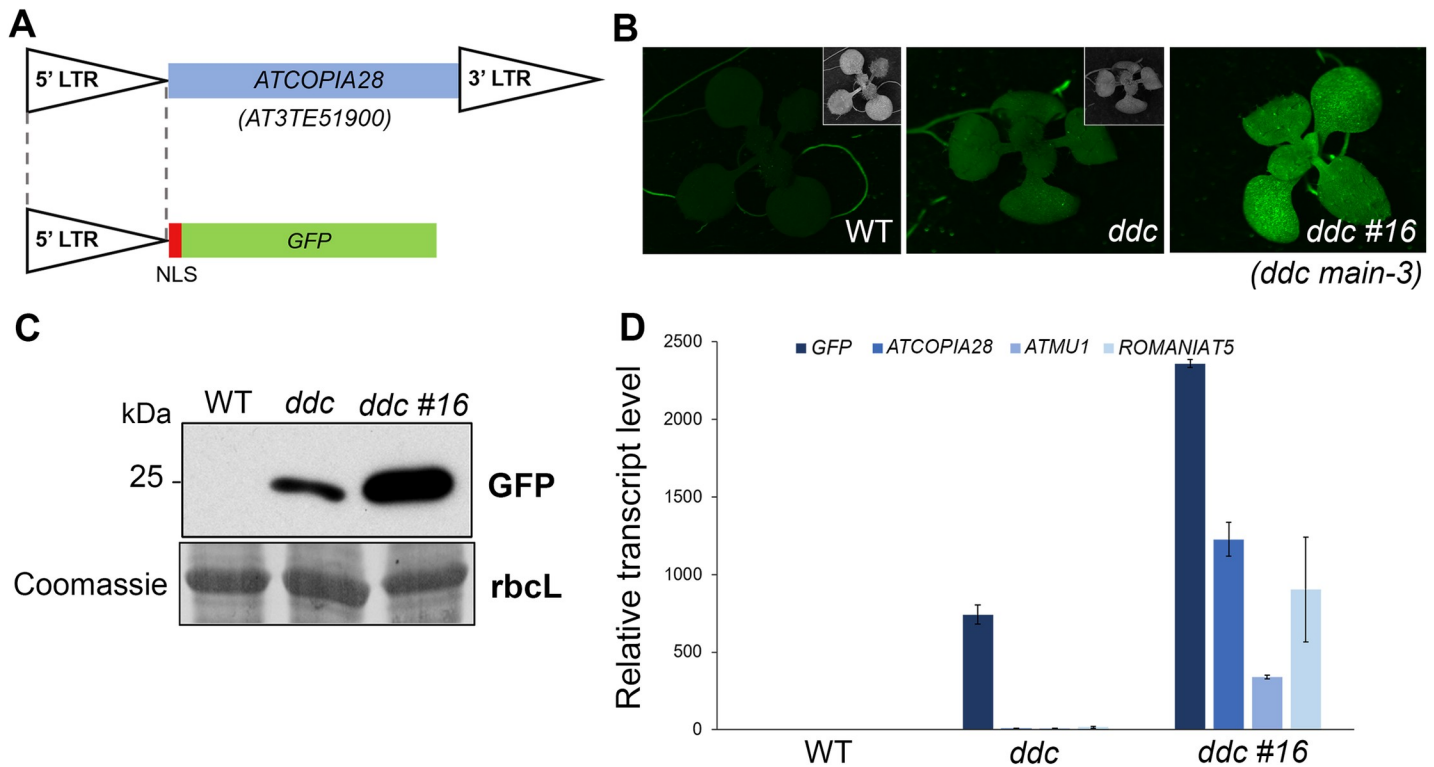 A
5’ LTR
ATCOPIA28
3’ LTR
(AT3TE51900)
5’ LTR
GFP
NLS
B
WT
ddc
ddc #16
(ddc main-3)
C
kDa
WT
ddc
ddc #16
25
GFP
Coomassie
rbcL
D
Relative transcript level
GFP
ATCOPIA28
ATMU1
ROMANIAT5
2500
2000
1500
1000
500
0
WT
ddc
ddc #16